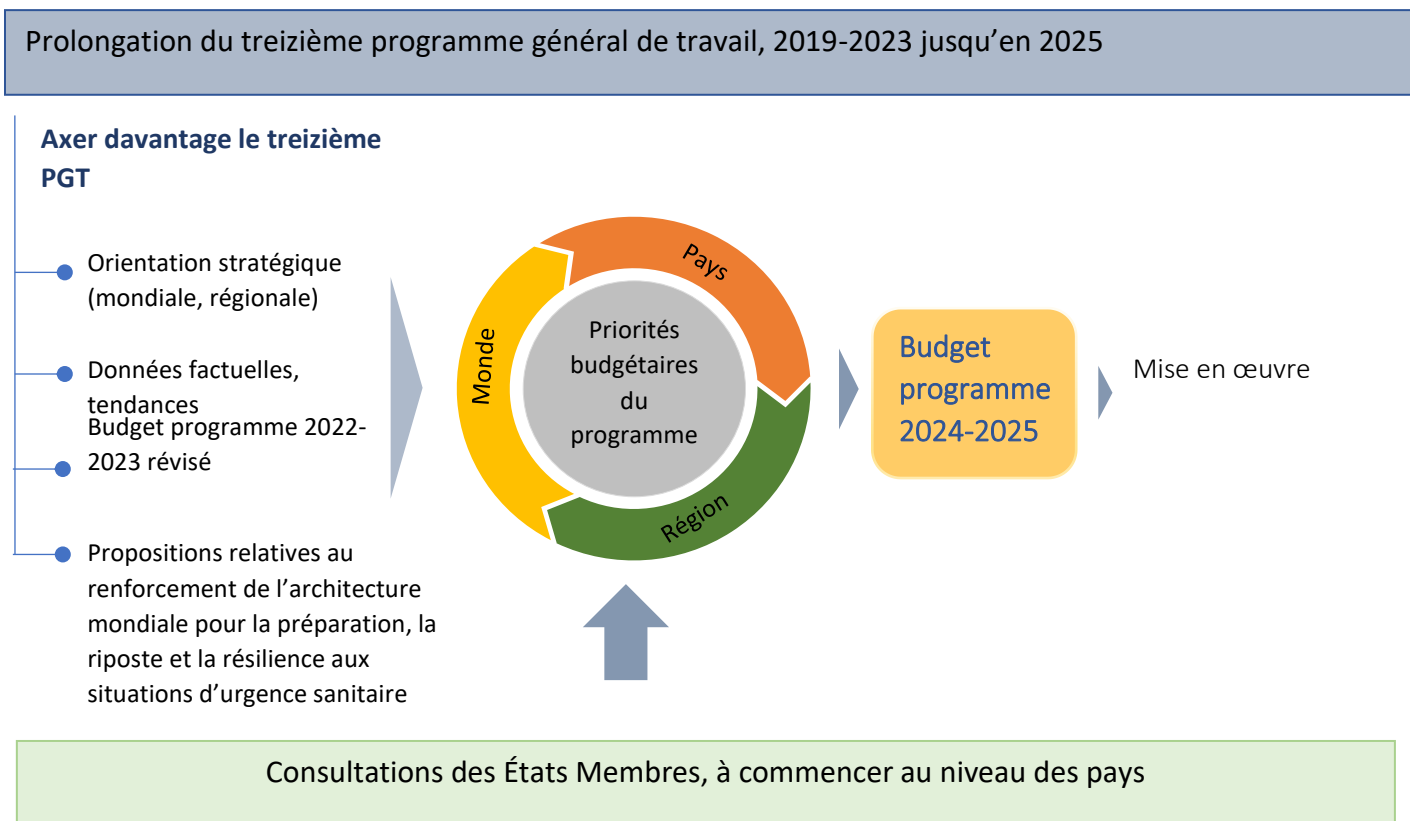 Prolongation du treizième programme général de travail, 2019-2023 jusqu’en 2025
Axer davantage le treizième
PGT
Orientation stratégique
(mondiale, régionale)
Données factuelles,
tendances
Budget programme 2022-
2023 révisé
Propositions relatives au
renforcement de l’architecture
mondiale pour la préparation, la
riposte et la résilience aux
situations d’urgence sanitaire
Monde
Pays
Région
Priorités
budgétaires
du
programme
Budget
programme
2024-2025
Mise en œuvre
Consultations des États Membres, à commencer au niveau des pays